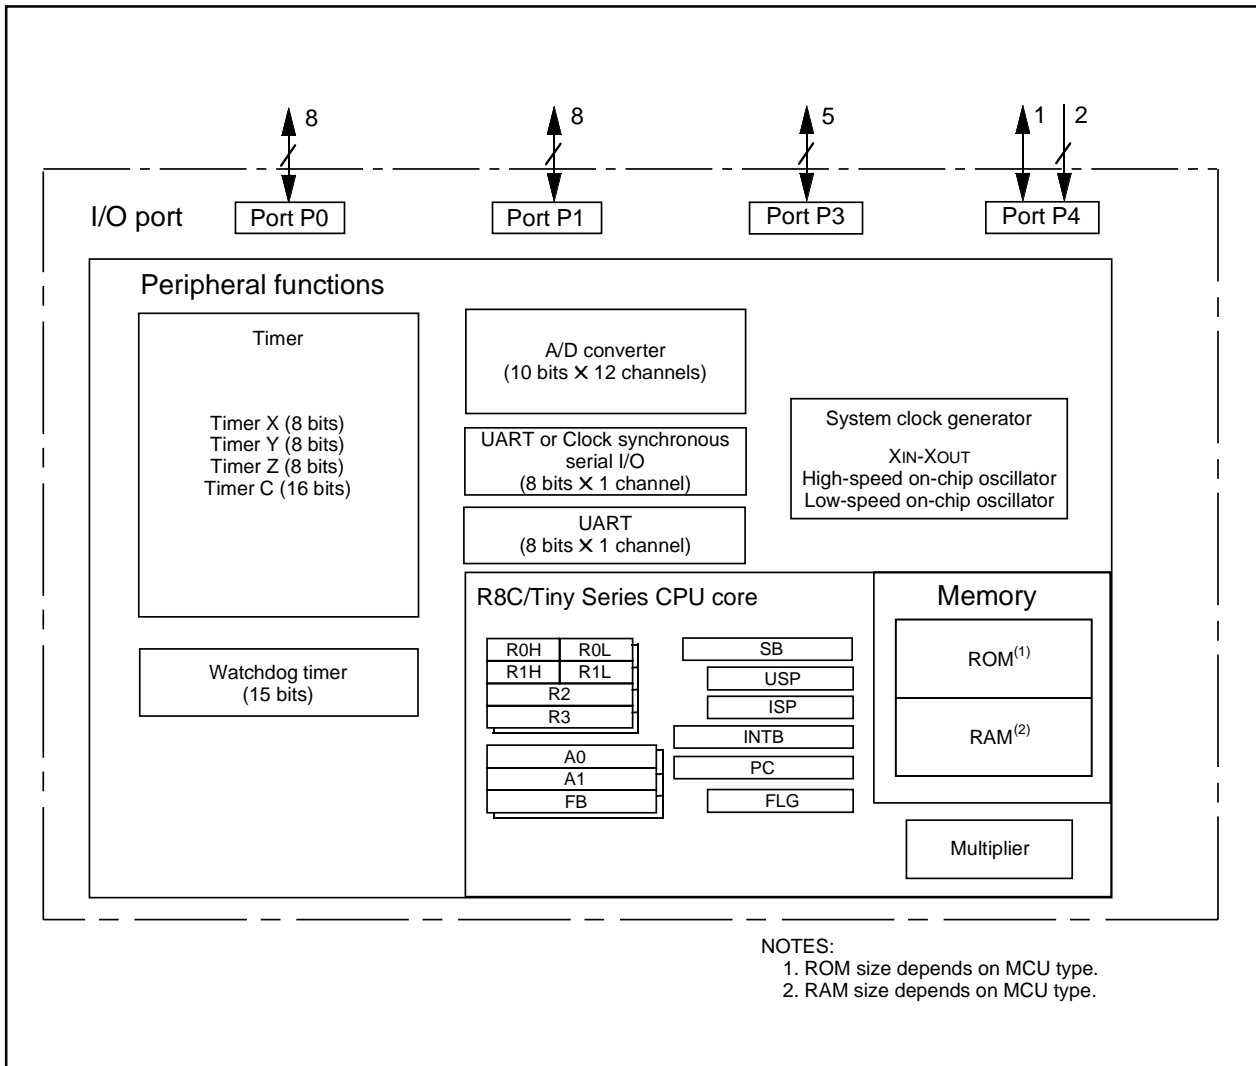 8
8
5
1
2
I/O port
Port P0
Port P1
Port P3
Port P4
Peripheral functions
Timer
Timer X (8 bits)
Timer Y (8 bits)
Timer Z (8 bits)
Timer C (16 bits)
Watchdog timer
(15 bits)
A/D converter
(10 bits X 12 channels)
UART or Clock synchronous
serial I/O
(8 bits X 1 channel)
UART
(8 bits X 1 channel)
System clock generator
XIN-XOUT
High-speed on-chip oscillator
Low-speed on-chip oscillator
R8C/Tiny Series CPU core
R0H R0L
R1H R1L
R2
R3
A0
A1
FB
SB
USP
ISP
INTB
PC
FLG
Memory
ROM(1)
RAM(2)
Multiplier
NOTES:
1. ROM size depends on MCU type.
2. RAM size depends on MCU type.